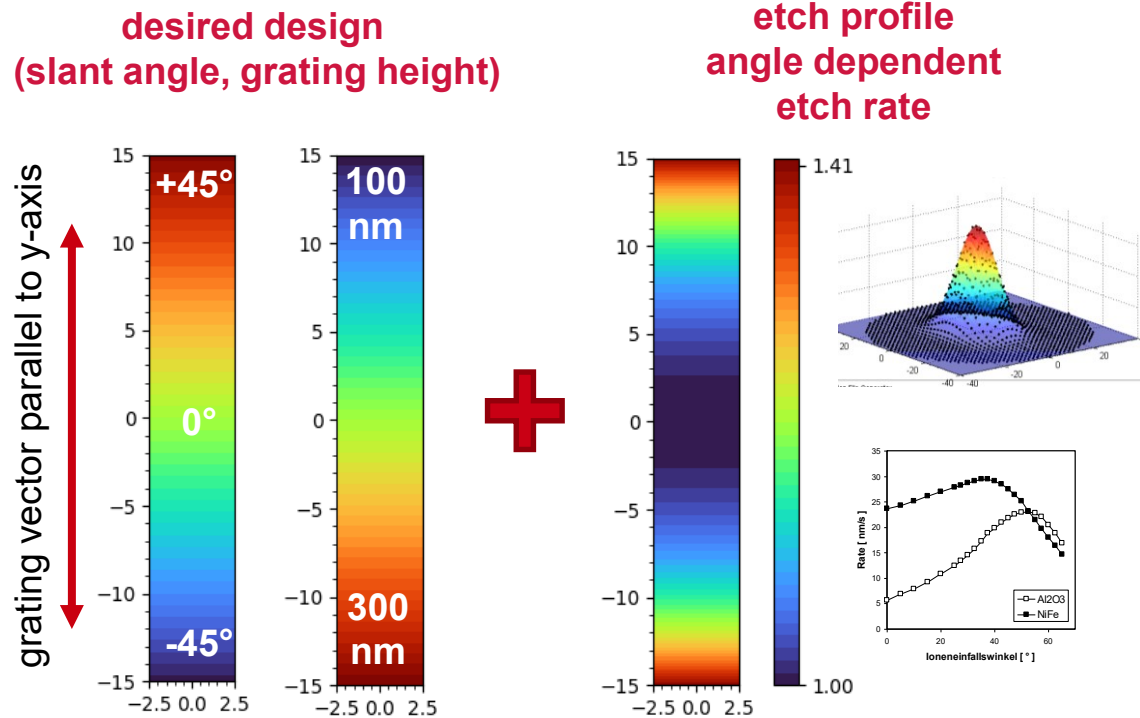 desired design
(slant angle, grating height)
etch profile
angle dependent
etch rate
grating vector parallel to y-axis
15
10
5
0
−5
−10
−15
−2.5 0.0 2.5
+45°
0°
-45°
15
10
5
0
−5
−10
−15
−2.5 0.0 2.5
100
nm
300
nm
15
10
5
0
−5
−10
−15
−2.5 0.0 2.5
1.41
1.00
20
0
-20
-40
-40
-20
0
20
Rate [ nm/s ]
35
30
25
20
15
10
5
0
0 20 40 60
Ioneneinfallswinkel [ ° ]
Al2O3
NiFe